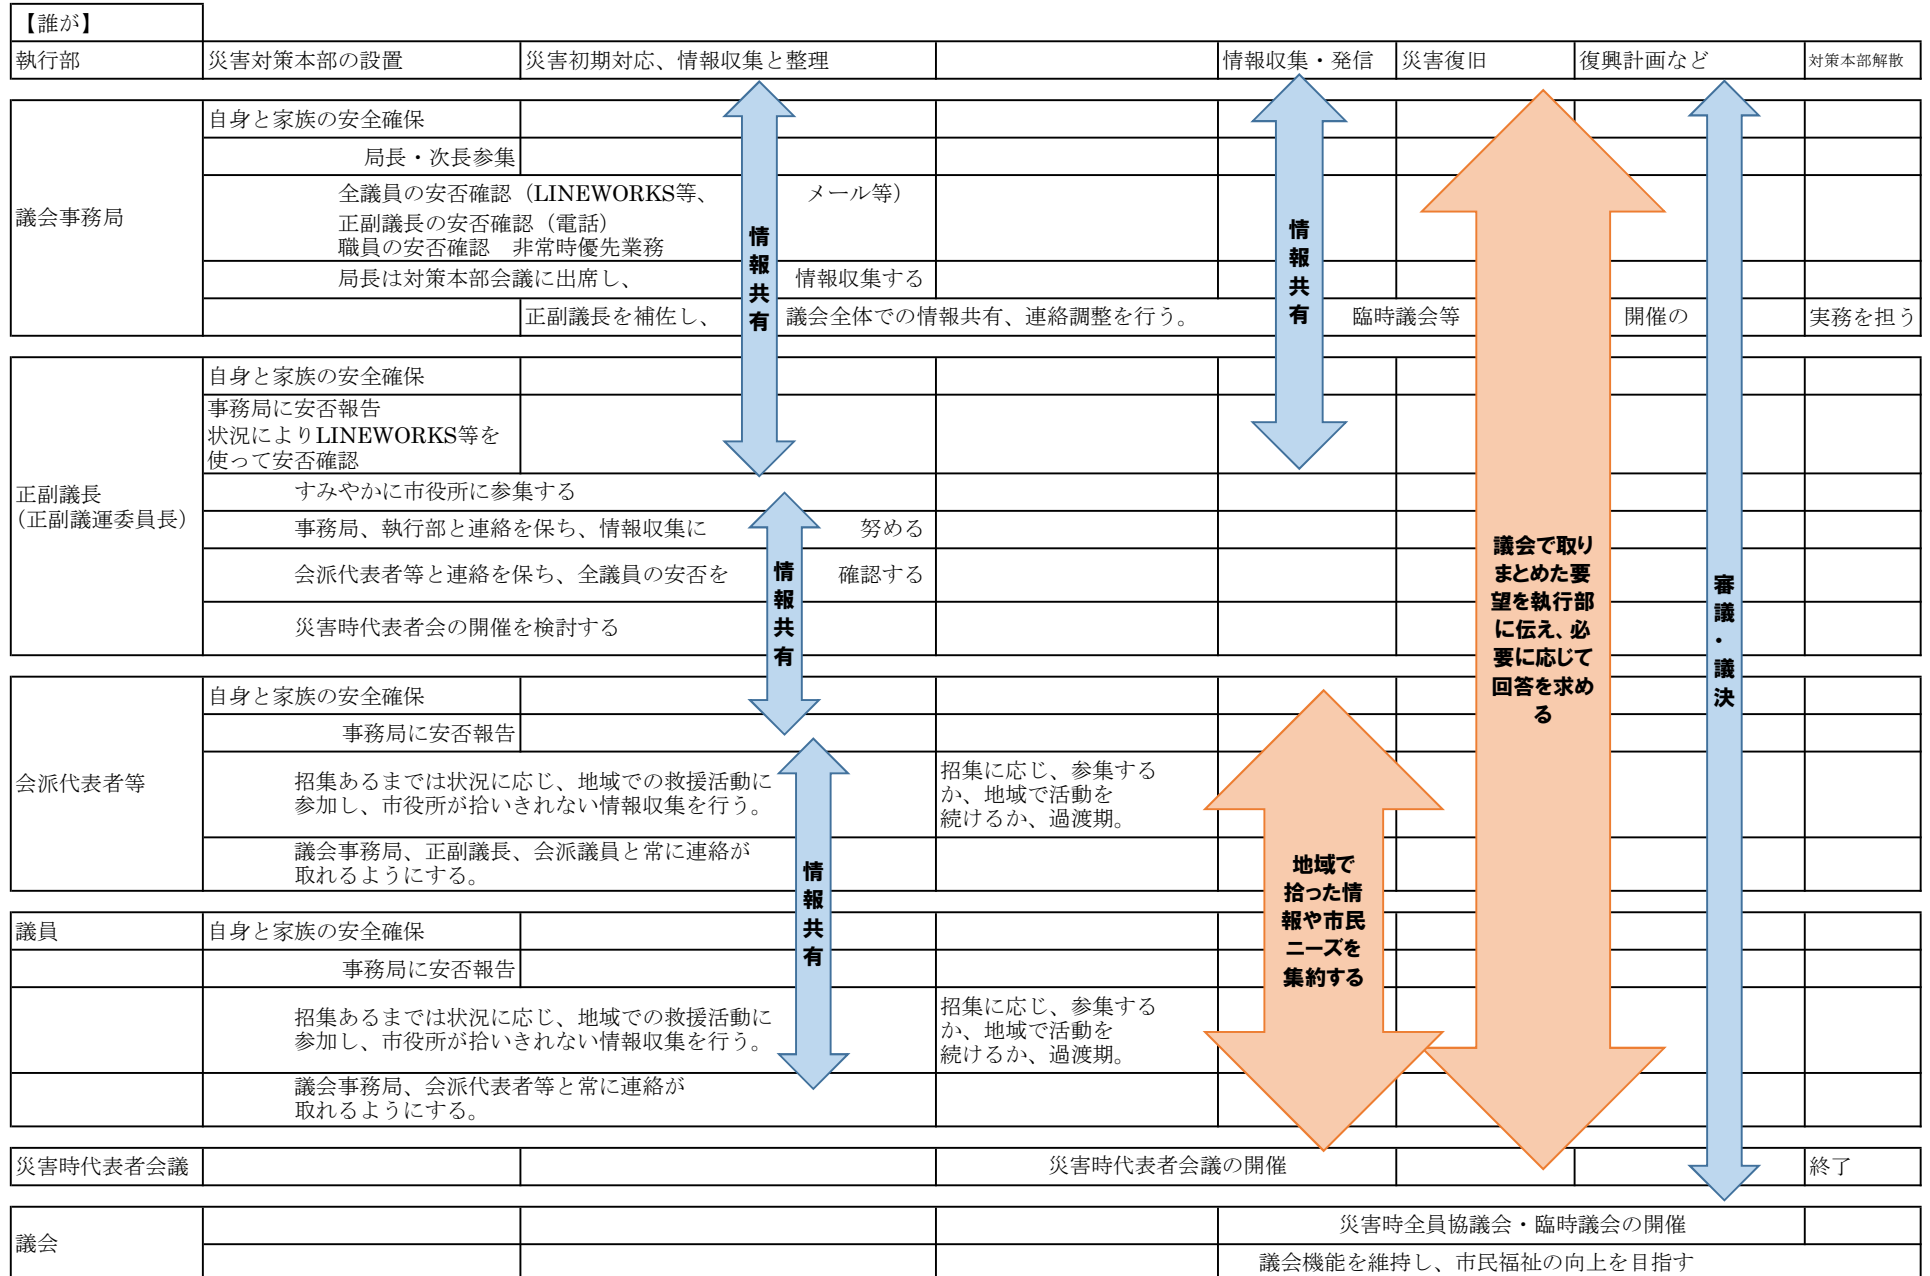 【誰が】
執行部 災害対策本部の設置 災害初期対応、情報収集と整理 情報収集・発信 災害復旧 復興計画など 対策本部解散
議会事務局
自身と家族の安全確保
局長・次長参集
全議員の安否確認（LINEWORKS等、 メール等）
正副議長の安否確認（電話）
職員の安否確認 非常時優先業務
局長は対策本部会議に出席し、 情報収集する
正副議長を補佐し、 議会全体での情報共有、連絡調整を行う。 臨時議会等 開催の 実務を担う
情報共有
情報共有
正副議長
（正副議運委員長）
自身と家族の安全確保
事務局に安否報告
状況によりLINEWORKS等を
使って安否確認
すみやかに市役所に参集する
事務局、執行部と連絡を保ち、情報収集に 努める
会派代表者等と連絡を保ち、全議員の安否を 確認する
災害時代表者会の開催を検討する
情報共有
議会で取り
まとめた要
望を執行部
に伝え、必
要に応じて
回答を求め
る
審議・議決
会派代表者等
自身と家族の安全確保
事務局に安否報告
招集あるまでは状況に応じ、地域での救援活動に
参加し、市役所が拾いきれない情報収集を行う。
招集に応じ、参集する
か、地域で活動を
続けるか、過渡期。
議会事務局、正副議長、会派議員と常に連絡が
取れるようにする。
情報共有
地域で
拾った情
報や市民
ニーズを
集約する
議員 自身と家族の安全確保
事務局に安否報告
招集あるまでは状況に応じ、地域での救援活動に
参加し、市役所が拾いきれない情報収集を行う。
招集に応じ、参集する
か、地域で活動を
続けるか、過渡期。
議会事務局、会派代表者等と常に連絡が
取れるようにする。
災害時代表者会議 災害時代表者会議の開催 終了
議会 災害時全員協議会・臨時議会の開催
議会機能を維持し、市民福祉の向上を目指す